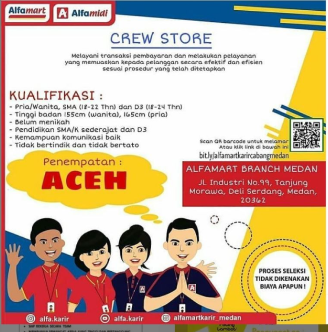 Alfamart
Alfamidi
CREW STORE
Melayani transaksi pembayaran dan melakukan pelayanan
yang memuaskan kepada pelanggan secara efektif dan efisien
sesuai prosedur yang telah ditetapkan
KUALIFIKASI :
- Pria/Wanita, SMA (18-22 Thn) dan D3 (18-24 Thn)
- Tinggi badan 155cm (wanita), 165cm (pria)
- Belum menikah
- Pendidikan SMA/K sederajat dan D3
- Kemampuan komunikasi baik
- Tidak bertindik dan tidak bertato
Scan QR barcode untuk melamar
Atau klik link di bawah ini
bit.ly/alfamartkarircabangmedan
Penempatan :
ACEH
ALFAMART BRANCH MEDAN
Jl. Industri No.99, Tanjung
Morawa, Deli Serdang, Medan,
20362
PROSES SELEKSI
TIDAK DIKENAKAN
BIAYA APAPUN !
alfa.karir
alfa.karir
alfamartkarir_medan